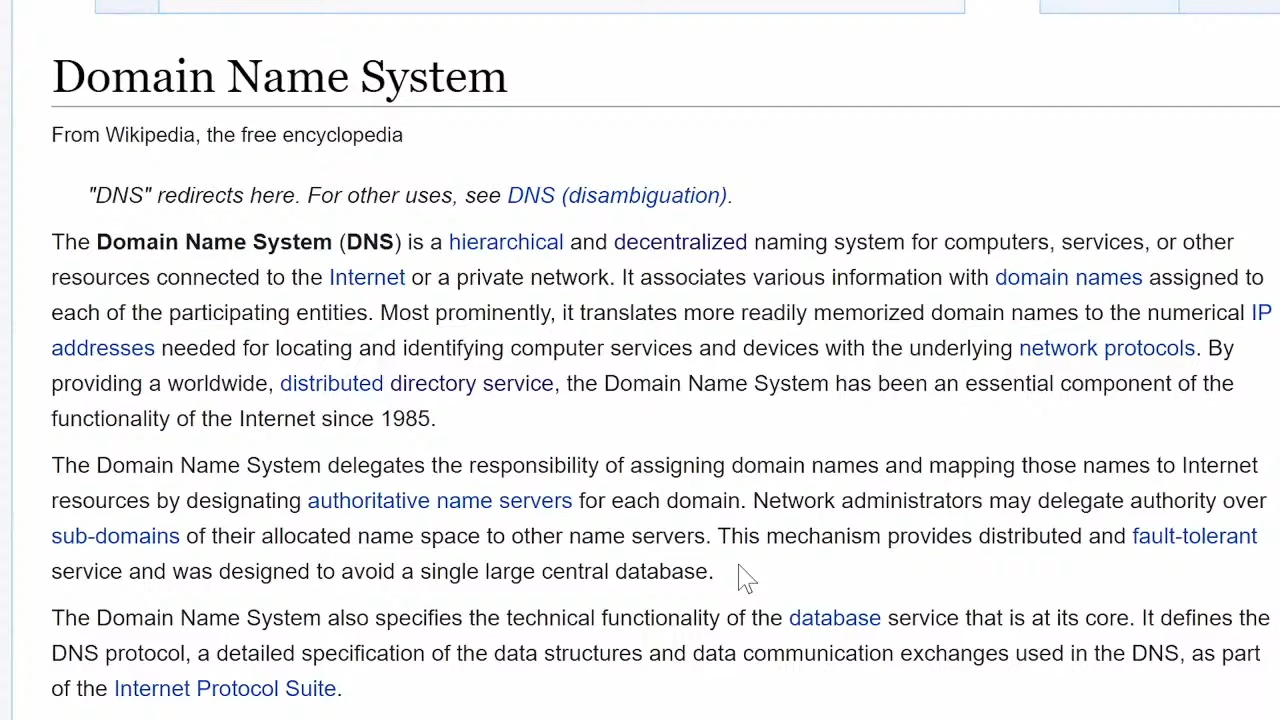 Domain Name System
From Wikipedia, the free encyclopedia
"DNS" redirects here. For other uses, see DNS (disambiguation).
The Domain Name System (DNS) is a hierarchical and decentralized naming system for computers, services, or other
resources connected to the Internet or a private network. It associates various information with domain names assigned to
each of the participating entities. Most prominently, it translates more readily memorized domain names to the numerical IP
addresses needed for locating and identifying computer services and devices with the underlying network protocols. By
providing a worldwide, distributed directory service, the Domain Name System has been an essential component of the
functionality of the Internet since 1985.
The Domain Name System delegates the responsibility of assigning domain names and mapping those names to Internet
resources by designating authoritative name servers for each domain. Network administrators may delegate authority over
sub-domains of their allocated name space to other name servers. This mechanism provides distributed and fault-tolerant
service and was designed to avoid a single large central database.
The Domain Name System also specifies the technical functionality of the database service that is at its core. It defines the
DNS protocol, a detailed specification of the data structures and data communication exchanges used in the DNS, as part
of the Internet Protocol Suite.